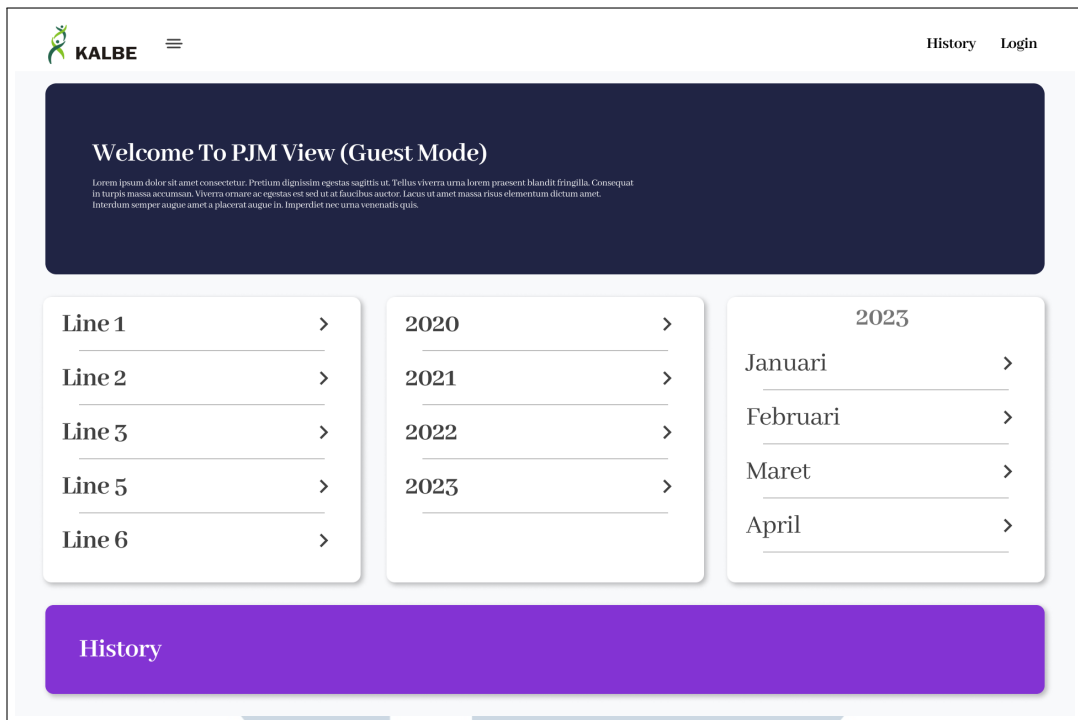 KALBE
History Login
Welcome To PJM View (Guest Mode)
Lorem ipsum dolor sit amet consectetur. Pretium dignissim egestas sagittis ut. Tellus viverra urna lorem praesent blandit fringilla. Consequat
in turpis massa accumsan. Viverra ornare ac egestas est sed ut at faucibus auctor. Lacus ut amet massa risus elementum dictum amet.
Interdum semper augue amet a placerat augue in. Imperdiet nec urna venenatis quis.
Line 1
Line 2
Line 3
Line 5
Line 6
2020
2021
2022
2023
2023
Januari
Februari
Maret
April
History